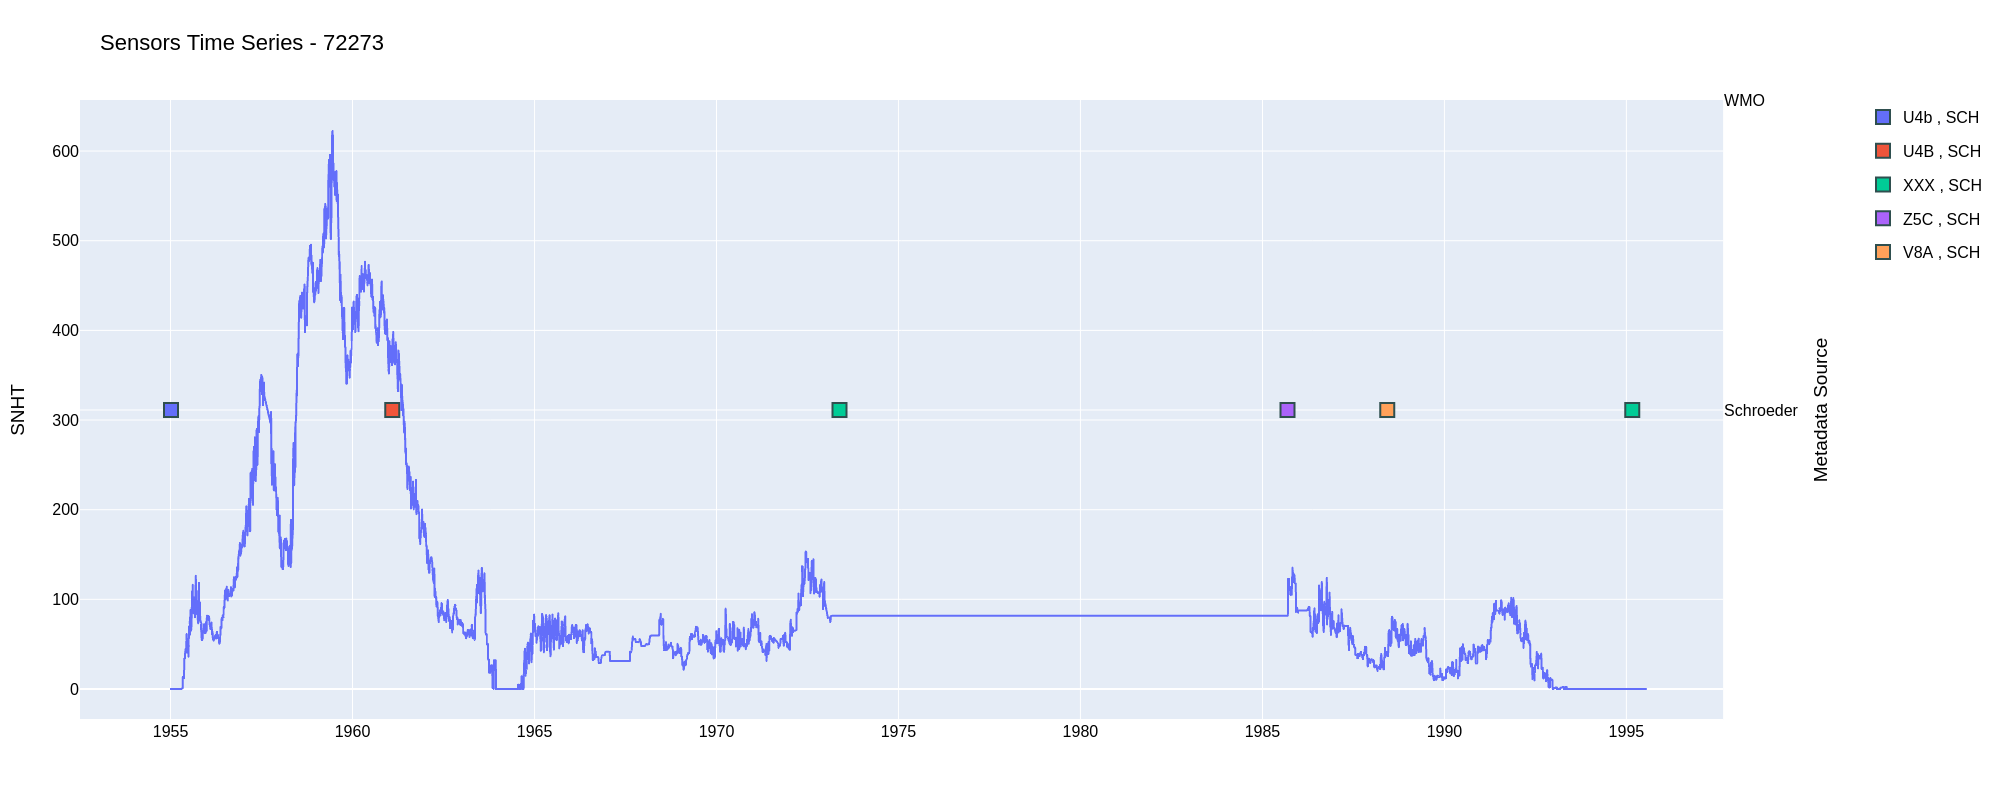 Sensors Time Series - 72273
WMO
Schroeder
Metadata Source
SNHT
600
500
400
300
200
100
0
1955
1960
1965
1970
1975
1980
1985
1990
1995
U4b , SCH
U4B , SCH
XXX , SCH
Z5C , SCH
V8A , SCH